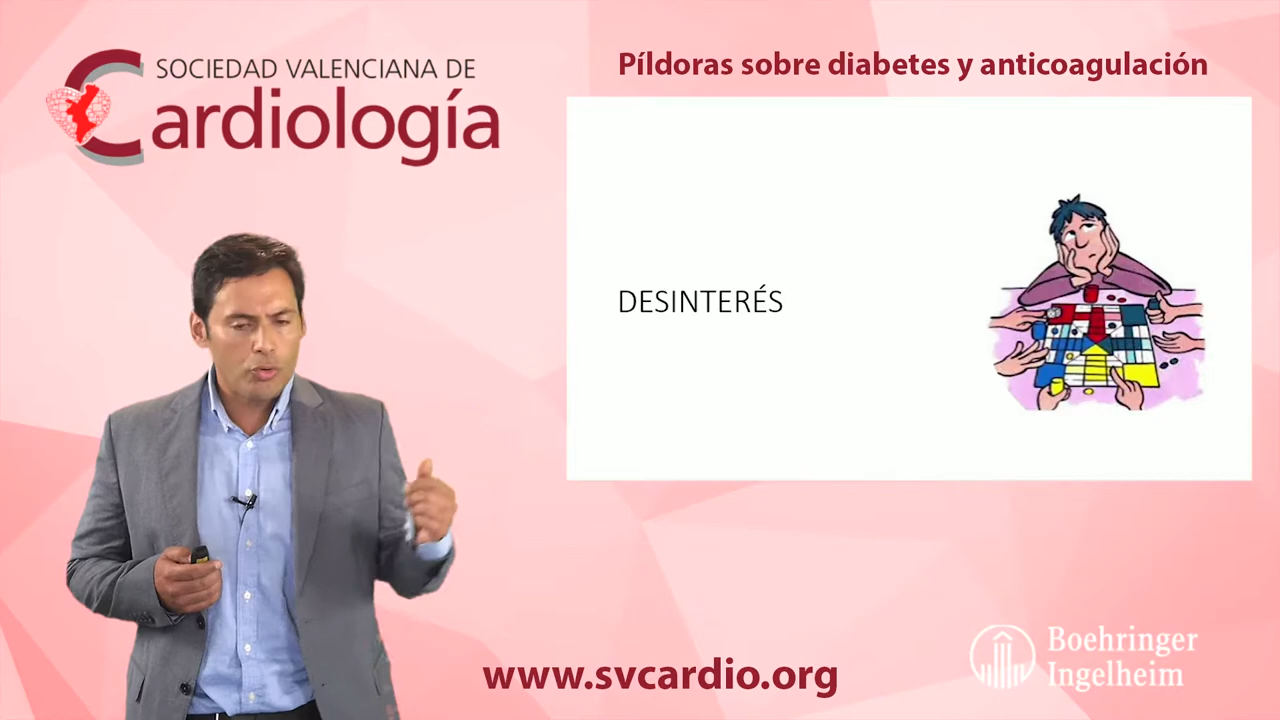 SOCIEDAD VALENCIANA DE
Cardiología
Píldoras sobre diabetes y anticoagulación
DESINTERÉS
www.svcardio.org
Boehringer
Ingelheim